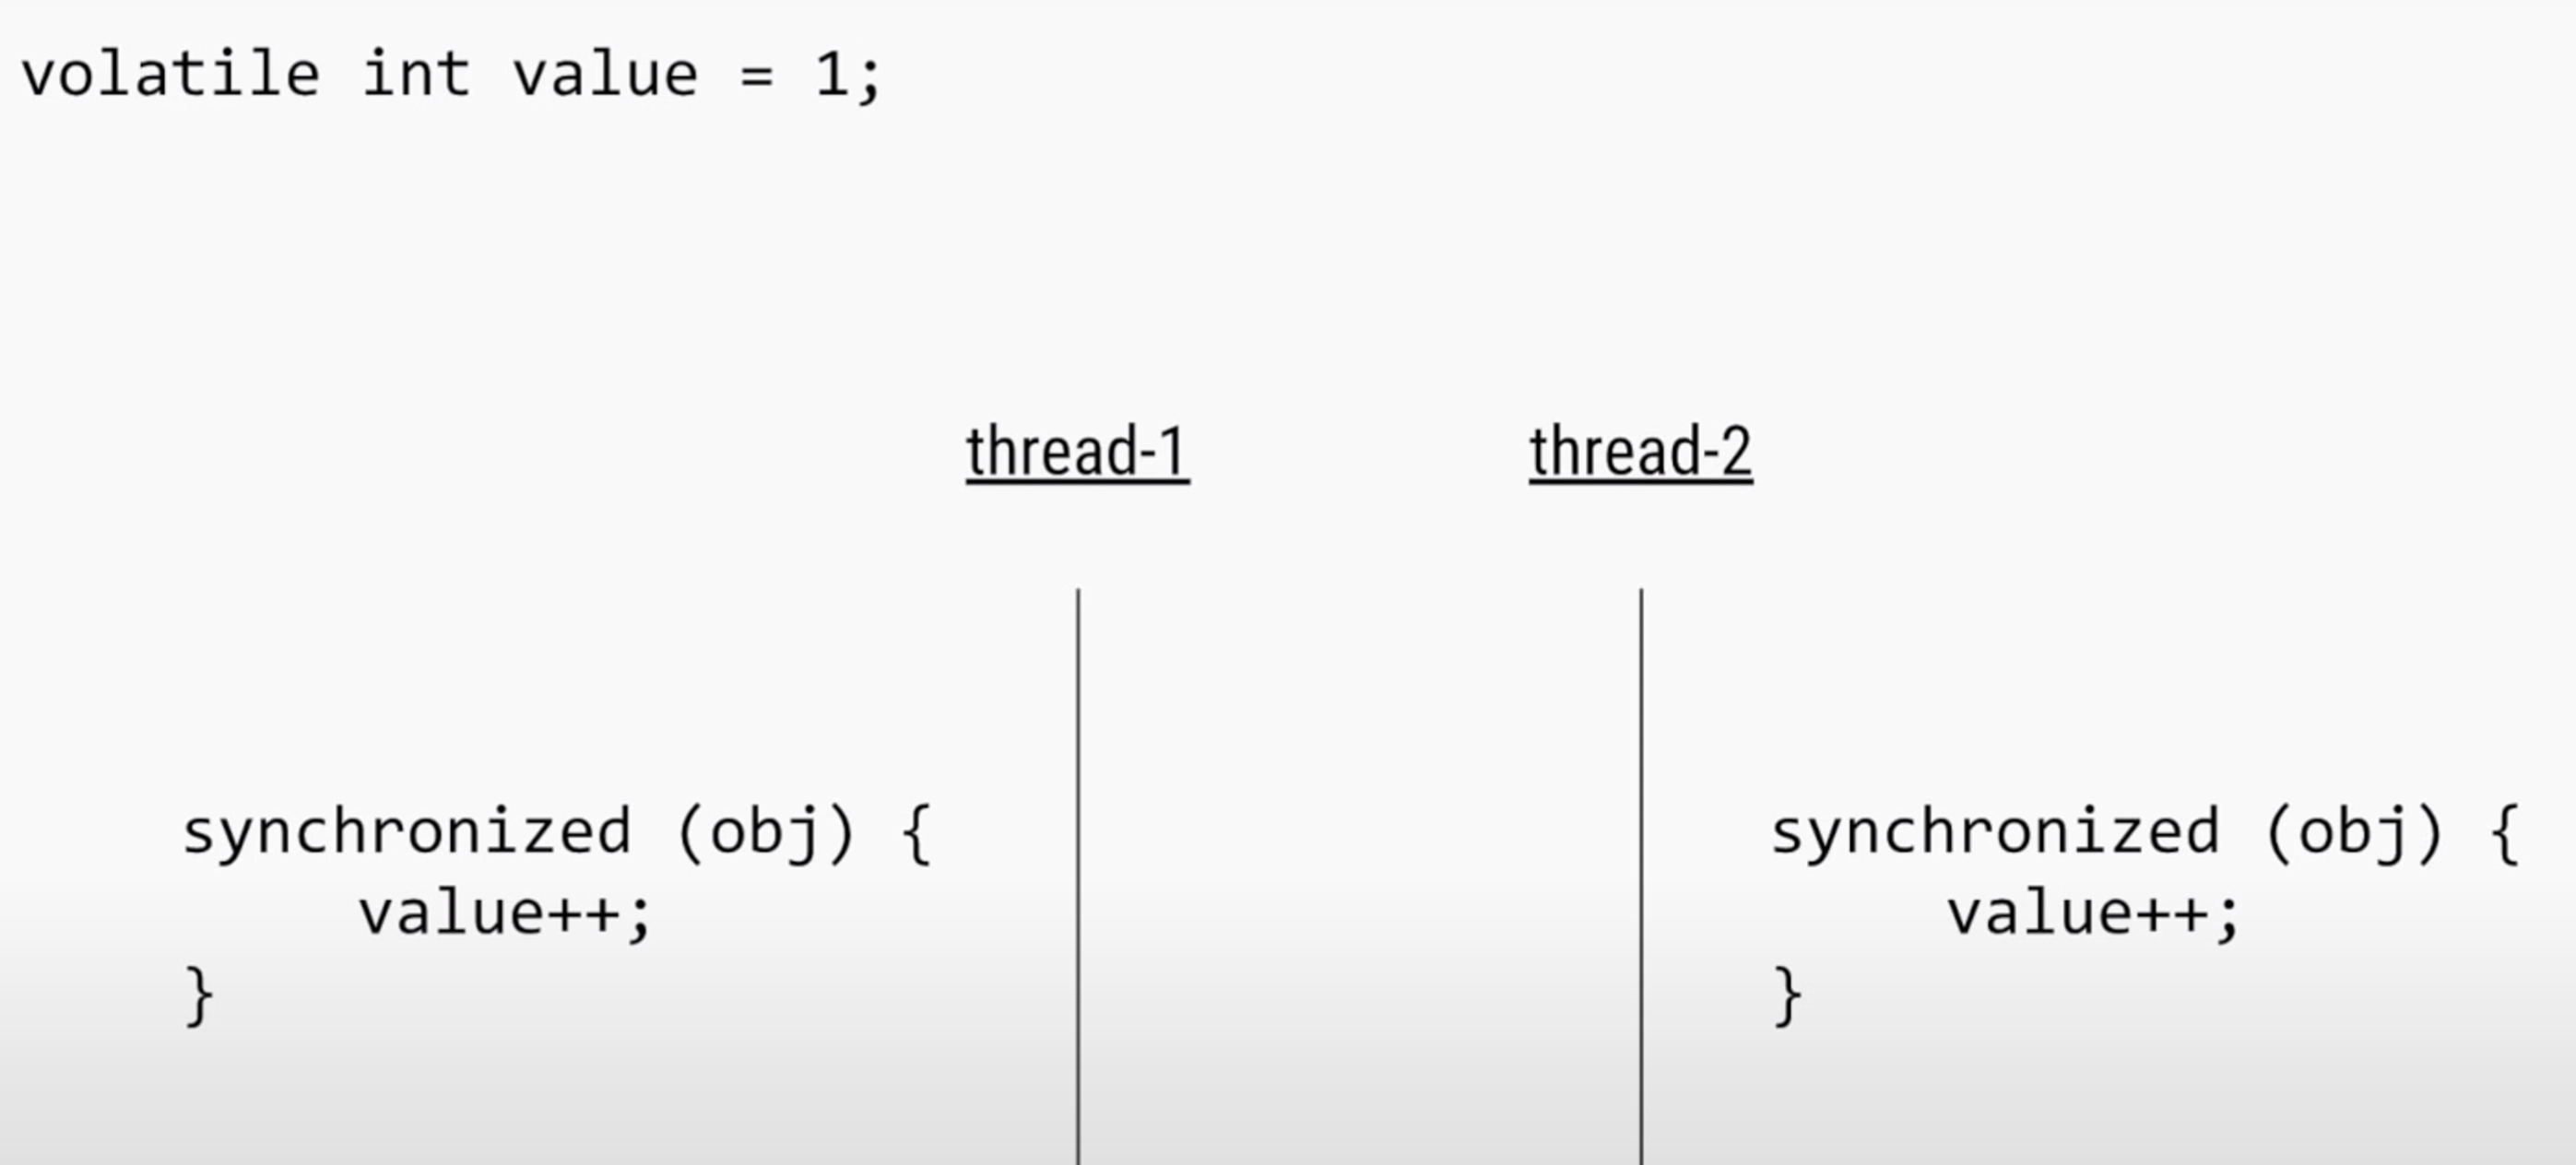 volatile int value = 1;
thread-1
thread-2
synchronized (obj) {
value++;
}
synchronized (obj) {
value++;
}